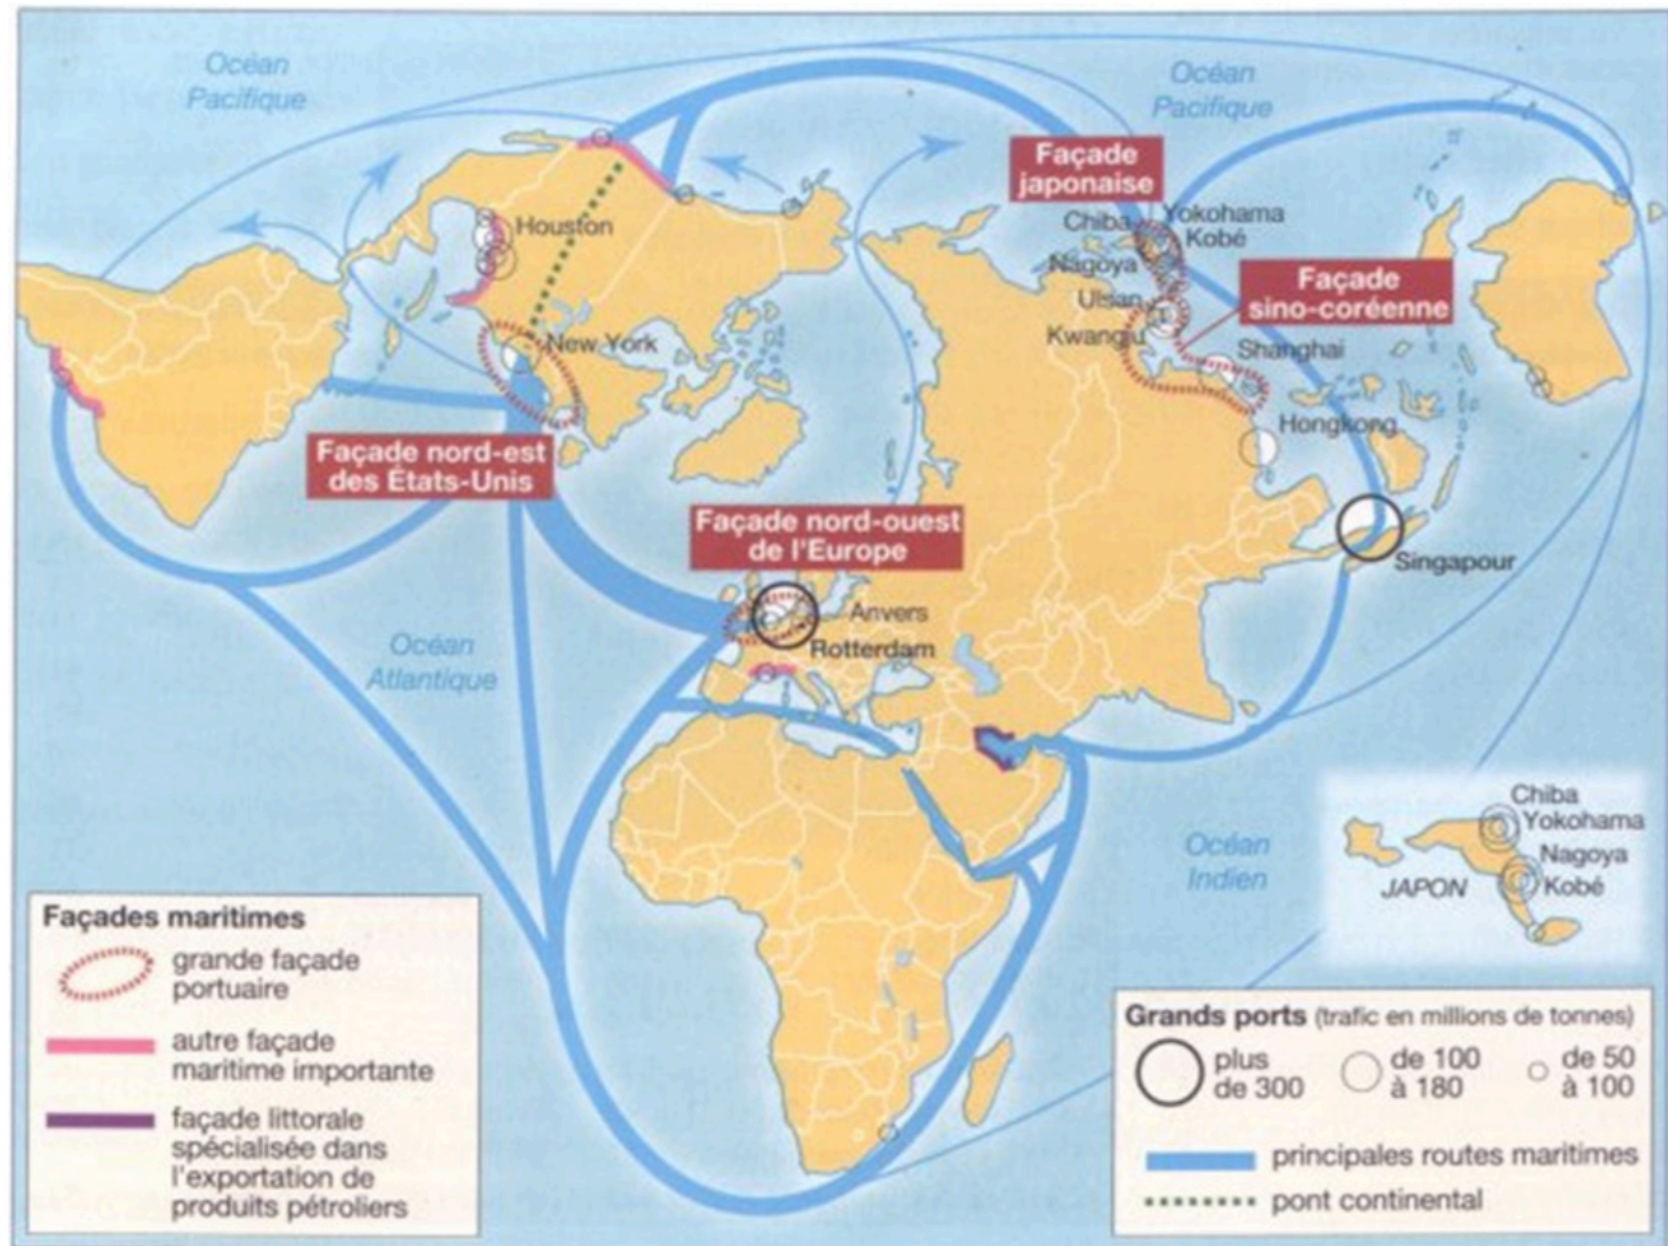 Océan
Pacifique
Océan
Pacifique
Façade
japonaise
Chiba
Yokohama
Kobé
Nagoya
Houston
Façade
sino-coréenne
Ulsan
Kwangju
Shanghai
New York
Hongkong
Façade nord-est
des États-Unis
Façade nord-ouest
de l'Europe
Singapour
Anvers
Rotterdam
Océan
Atlantique
Océan
Indien
Chiba
Yokohama
Nagoya
JAPON
Kobé
Façades maritimes
grande façade
portuaire
autre façade
maritime importante
façade littorale
spécialisée dans
l'exportation de
produits pétroliers
Grands ports (trafic en millions de tonnes)
plus
de 300
de 100
à 180
de 50
à 100
principales routes maritimes
pont continental